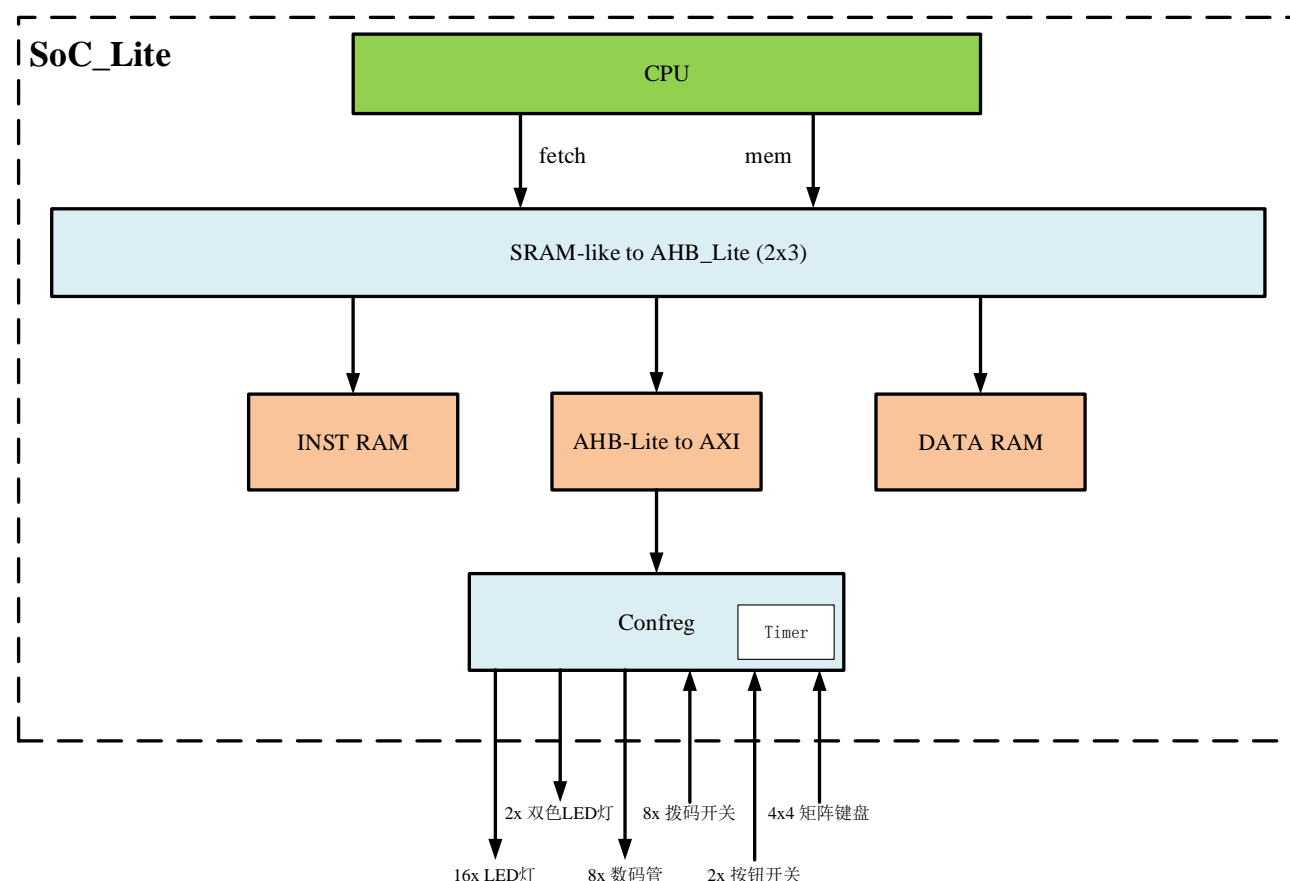 SoC_Lite
CPU
fetch
mem
SRAM-like to AHB_Lite (2x3)
INST RAM
AHB-Lite to AXI
DATA RAM
Confreg
Timer
2x 双色LED灯
8x 拨码开关
4x4 矩阵键盘
16x LED灯
8x 数码管
2x 按钮开关